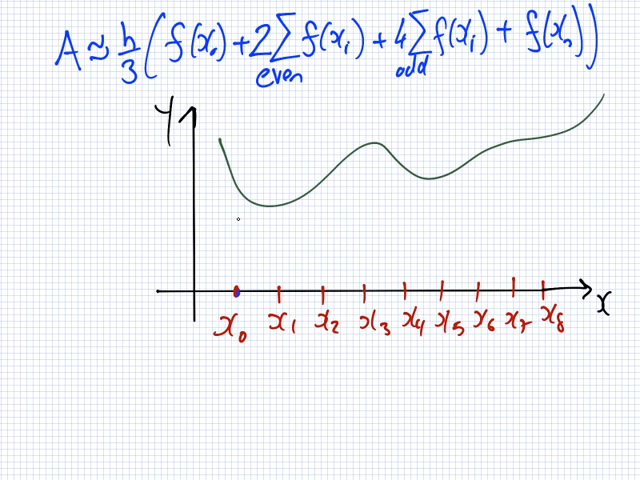 A ≈ h/3 ( f(x₀) + 2∑ f(xᵢ) + 4∑ f(xᵢ) + f(xₙ) )
even odd
y
x
x₀ x₁ x₂ x₃ x₄ x₅ x₆ x₇ x₈